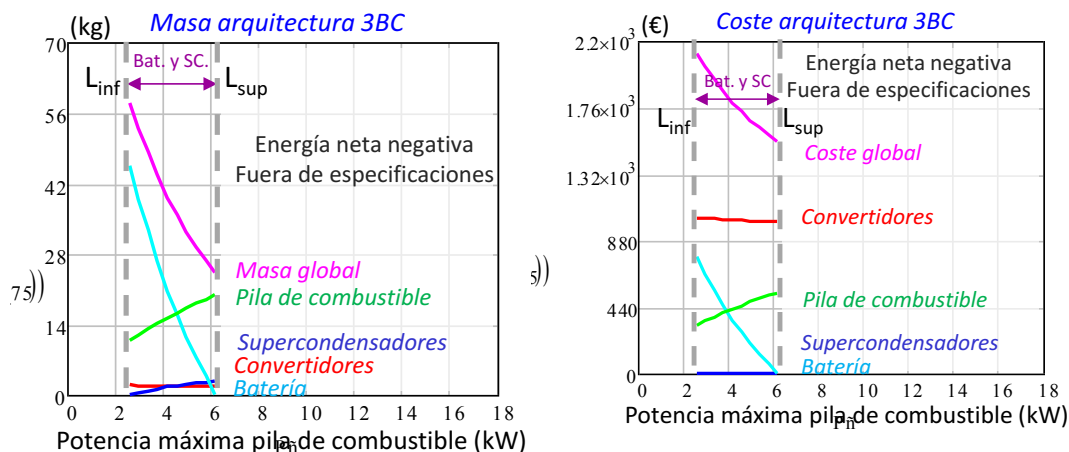 (kg)
Masa arquitectura 3BC
70
56
42
28
14
0
Bat. y SC.
Linf
Lsup
Energía neta negativa
Fuera de especificaciones
Masa global
Pila de combustible
Supercondensadores
Convertidores
Batería
75))
0 2 4 6 8 10 12 14 16 18
Potencia máxima pila de combustible (kW)
Pñ
(€)
Coste arquitectura 3BC
2.2×10³
1.76×10³
1.32×10³
880
440
0
Energía neta negativa
Bat. y SC
Fuera de especificaciones
Linf
Lsup
Coste global
Convertidores
Pila de combustible
Supercondensadores
Batería
5))
0 2 4 6 8 10 12 14 16 18
Potencia máxima pila de combustible (kW)
Pñ